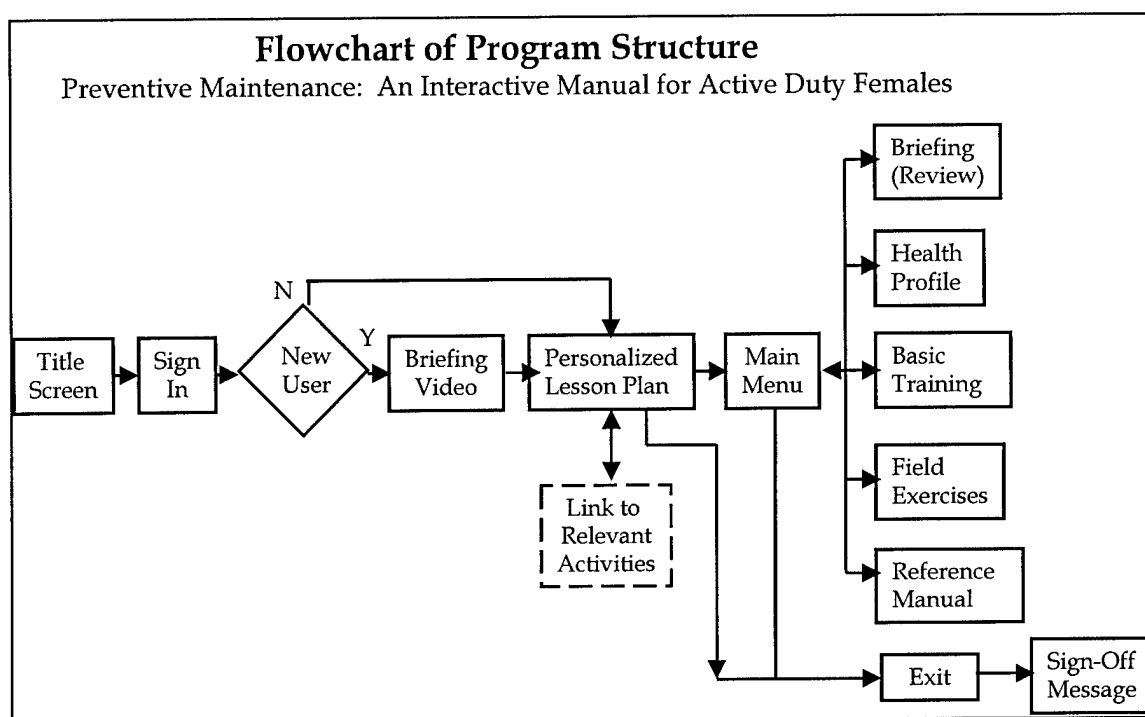 Flowchart of Program Structure
Preventive Maintenance: An Interactive Manual for Active Duty Females
Title
Screen
Sign
In
New
User
N
Y
Briefing
Video
Personalized
Lesson Plan
Link to
Relevant
Activities
Main
Menu
Briefing
(Review)
Health
Profile
Basic
Training
Field
Exercises
Reference
Manual
Exit
Sign-Off
Message